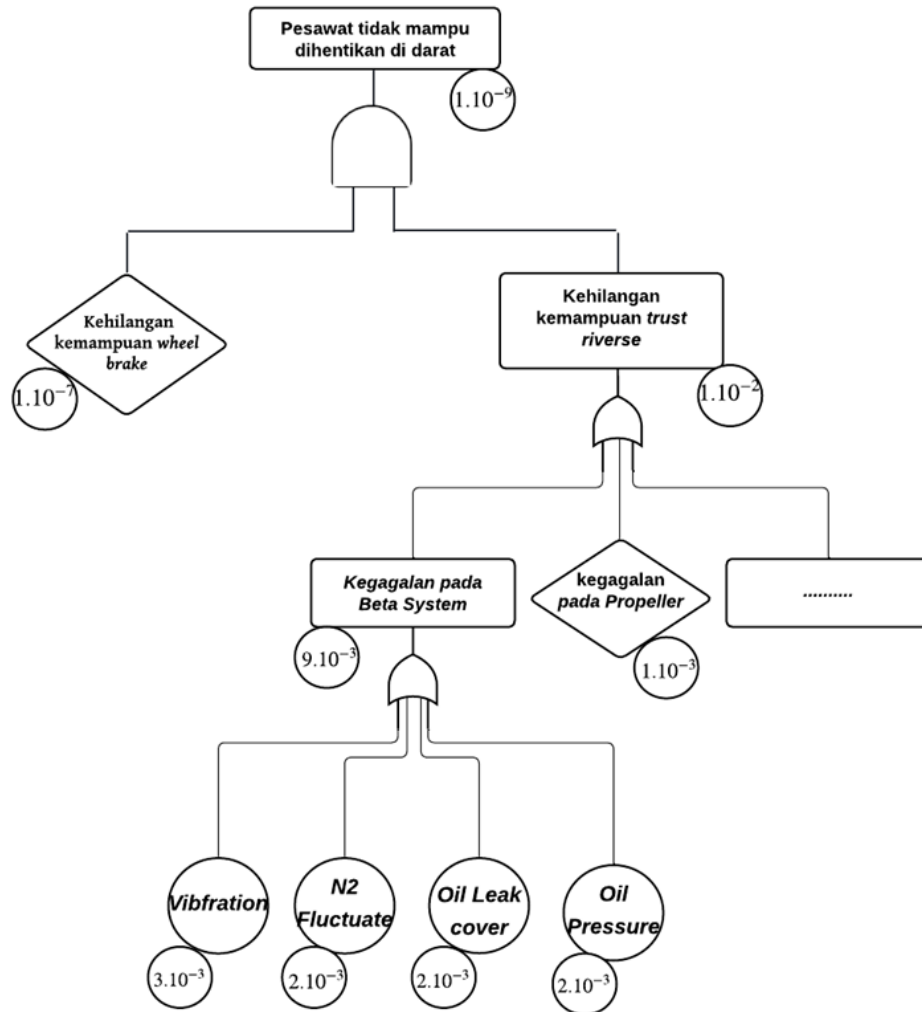 Pesawat tidak mampu
dihentikan di darat
1.10⁻⁹
Kehilangan
kemampuan wheel
brake
1.10⁻⁷
Kehilangan
kemampuan trust
riverse
1.10⁻²
Kegagalan pada
Beta System
9.10⁻³
kegagalan
pada Propeller
1.10⁻³
..........
Vibfration
3.10⁻³
N2
Fluctuate
2.10⁻³
Oil Leak
cover
2.10⁻³
Oil
Pressure
2.10⁻³